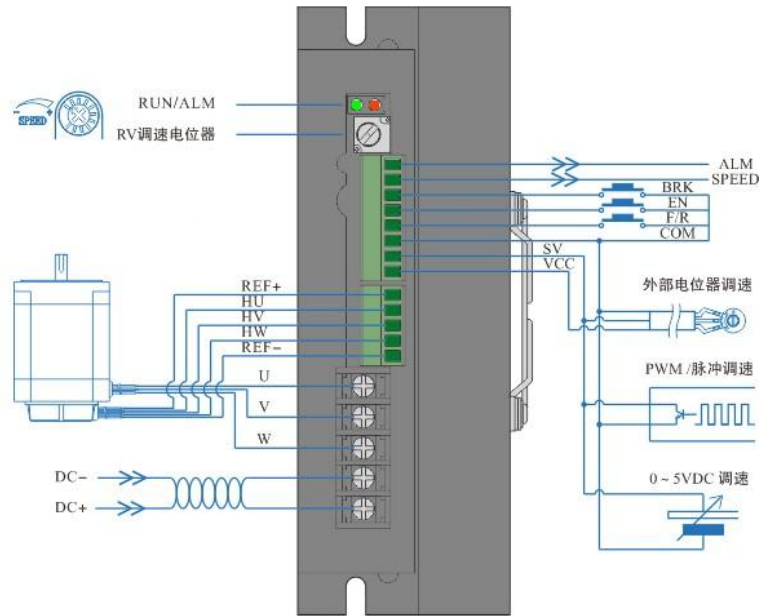 RUN/ALM
- SPEED +
RV调速电位器
ALM
SPEED
BRK
EN
F/R
COM
SV
VCC
外部电位器调速
REF+
HU
HV
HW
REF-
U
V
W
PWM /脉冲调速
DC-
DC+
0~5VDC 调速